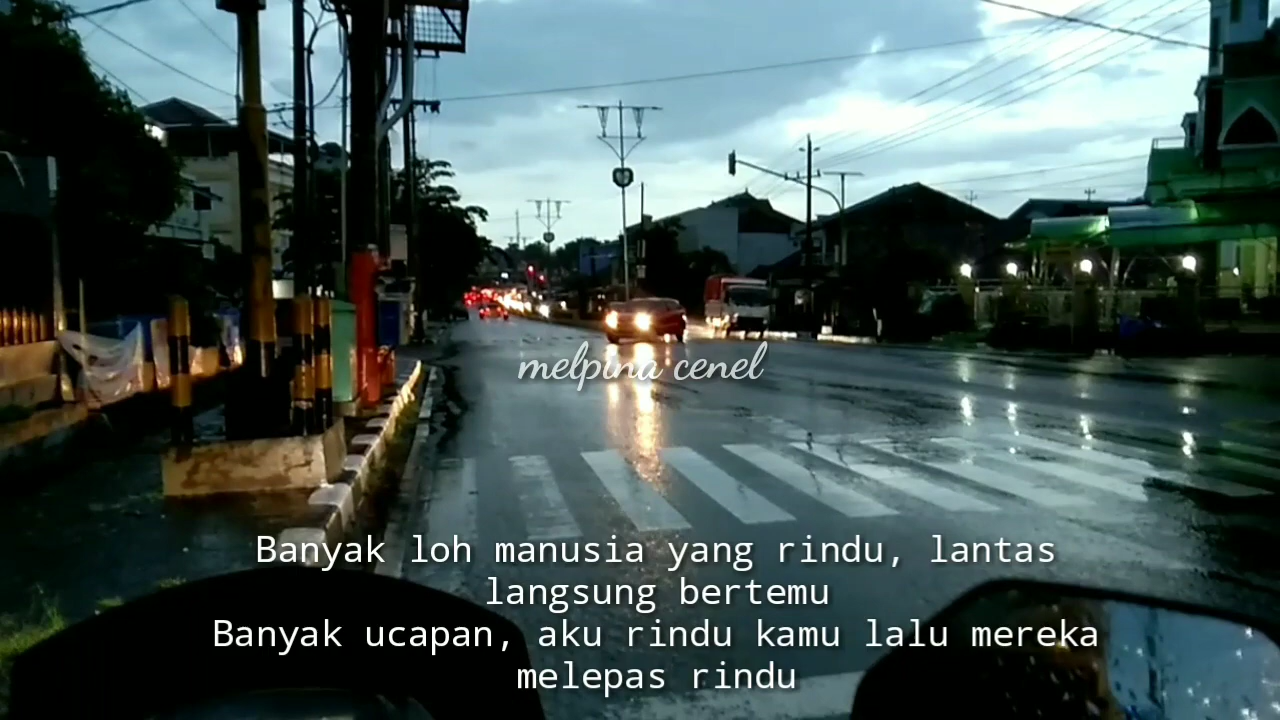 melpina cenel
Banyak loh manusia yang rindu, lantas
langsung bertemu
Banyak ucapan, aku rindu kamu lalu mereka
melepas rindu